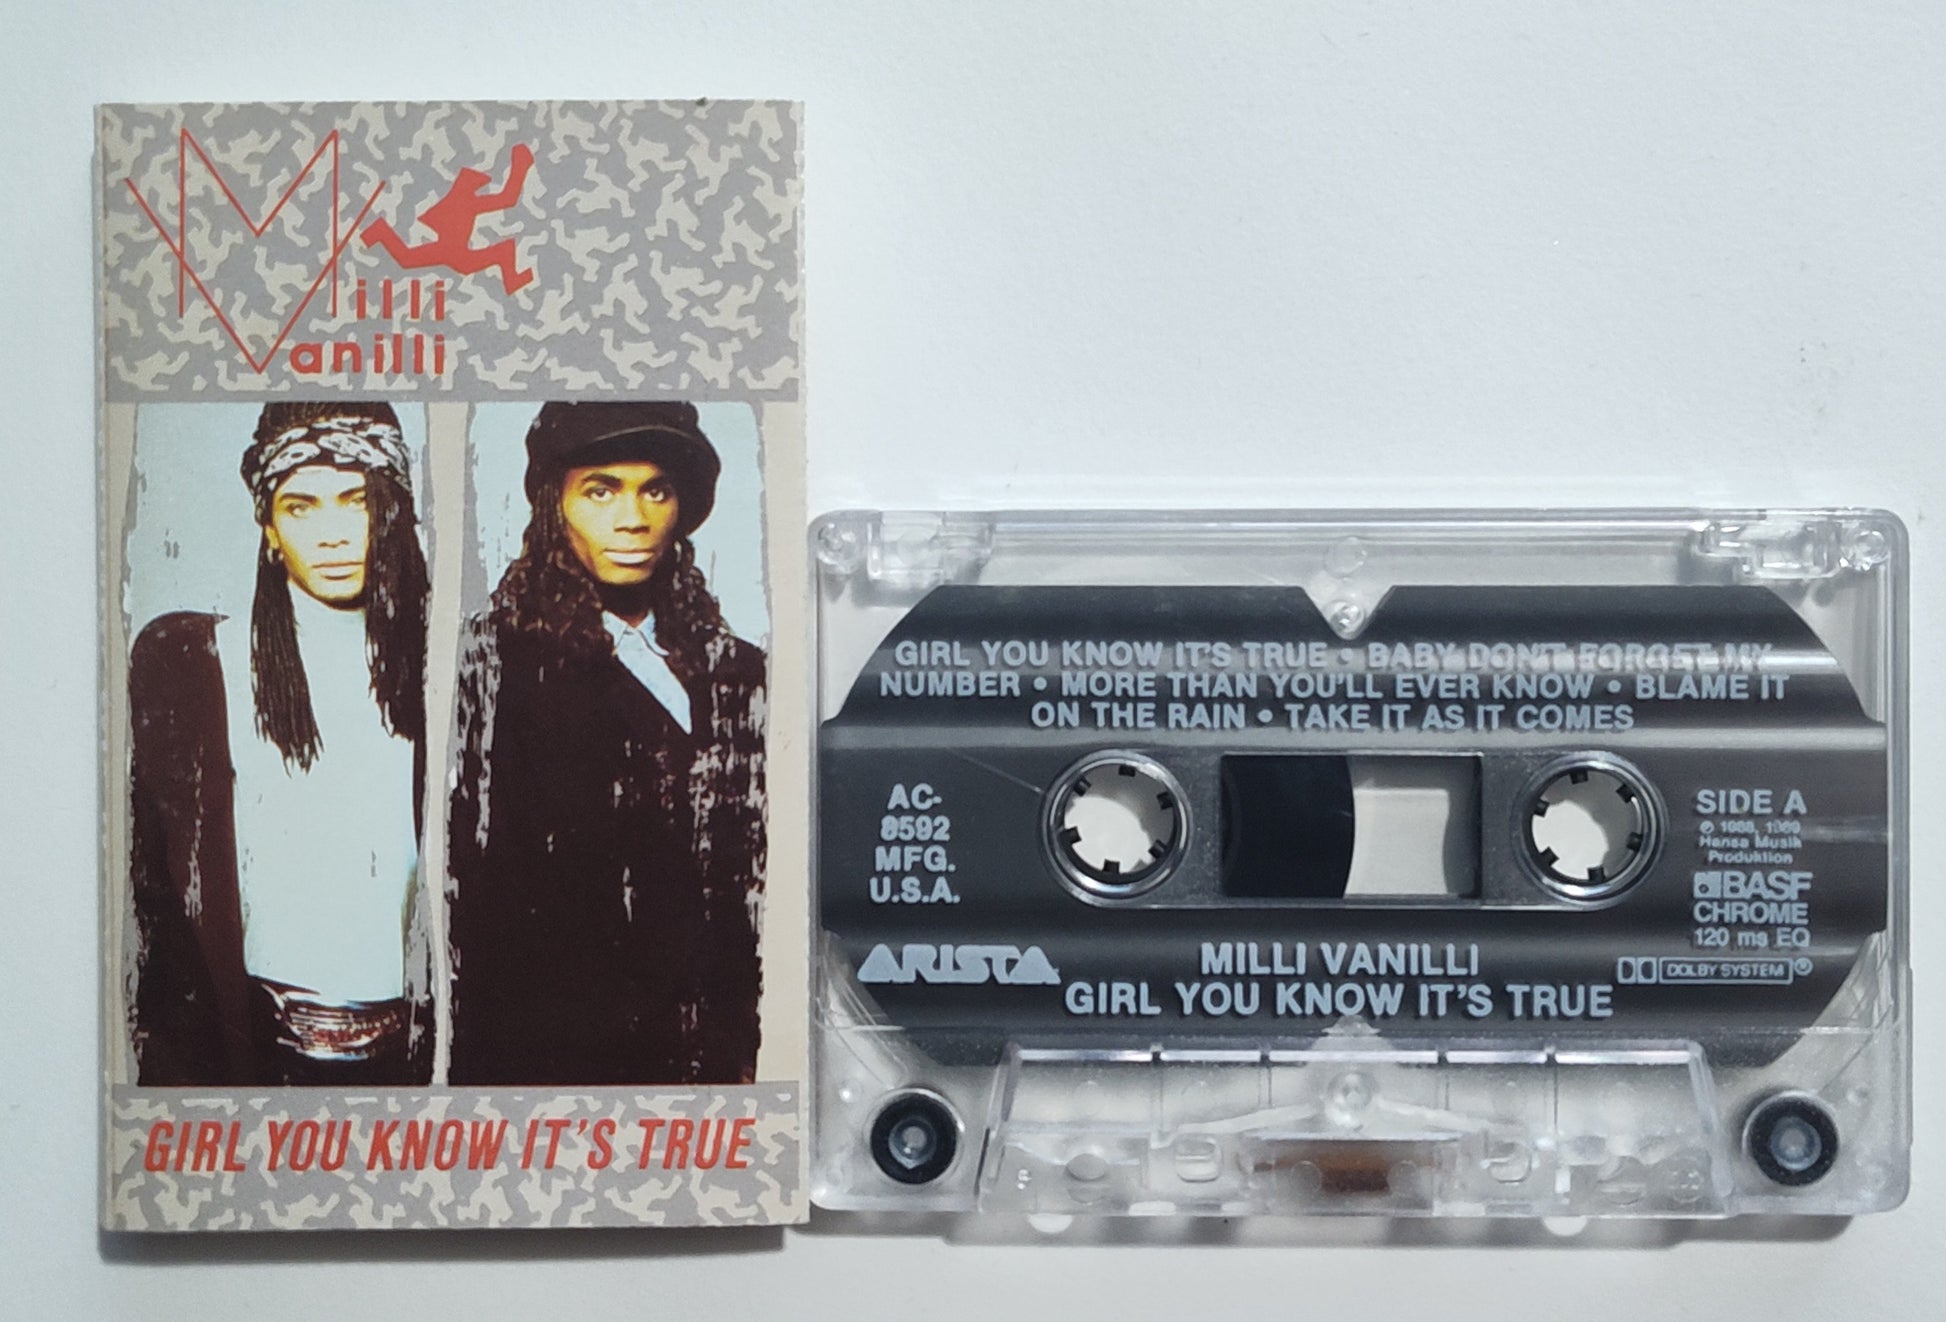 Milli
Vanilli
GIRL YOU KNOW IT'S TRUE
GIRL YOU KNOW IT'S TRUE • BABY DON'T FORGET MY
NUMBER • MORE THAN YOU'LL EVER KNOW • BLAME IT
ON THE RAIN • TAKE IT AS IT COMES
AC-
8592
MFG.
U.S.A.
SIDE A
℗ 1988, 1989
Hansa Musik
Produktion
BASF
CHROME
120 ms EQ
ARISTA
MILLI VANILLI
GIRL YOU KNOW IT'S TRUE
DOLBY SYSTEM ®